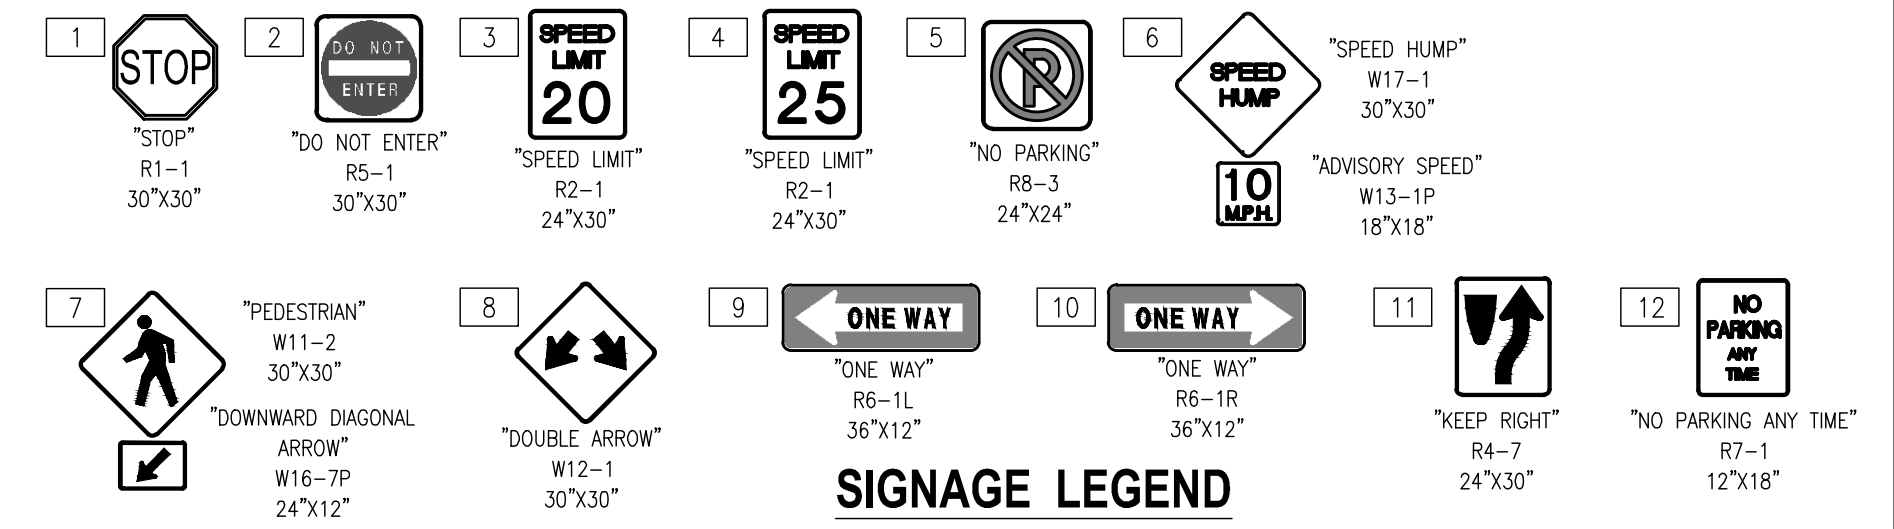 1
STOP
"STOP"
R1-1
30"X30"
2
DO NOT
ENTER
"DO NOT ENTER"
R5-1
30"X30"
3
SPEED
LIMIT
20
"SPEED LIMIT"
R2-1
24"X30"
4
SPEED
LIMIT
25
"SPEED LIMIT"
R2-1
24"X30"
5
P
"NO PARKING"
R8-3
24"X24"
6
SPEED
HUMP
"SPEED HUMP"
W17-1
30"X30"
10
M.P.H.
"ADVISORY SPEED"
W13-1P
18"X18"
7
"PEDESTRIAN"
W11-2
30"X30"
"DOWNWARD DIAGONAL
ARROW"
W16-7P
24"X12"
8
"DOUBLE ARROW"
W12-1
30"X30"
9
ONE WAY
"ONE WAY"
R6-1L
36"X12"
10
ONE WAY
"ONE WAY"
R6-1R
36"X12"
11
"KEEP RIGHT"
R4-7
24"X30"
12
NO
PARKING
ANY
TIME
"NO PARKING ANY TIME"
R7-1
12"X18"
SIGNAGE LEGEND